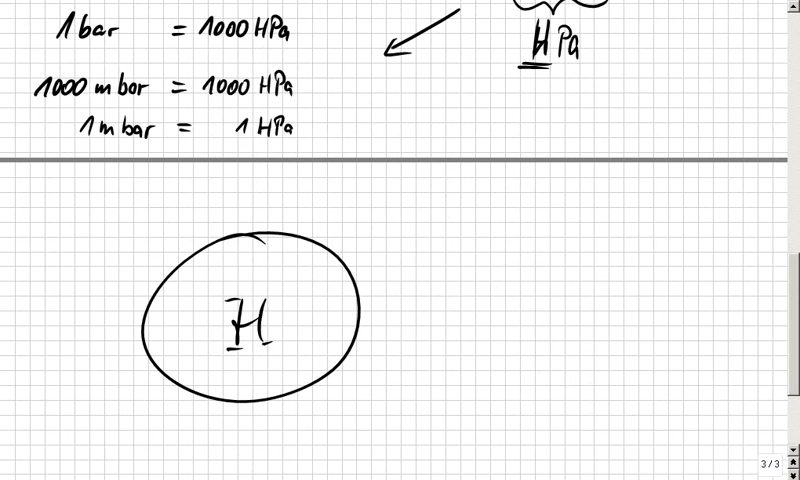 1 bar = 1000 HPa
HPa
1000 mbar = 1000 HPa
1 mbar = 1 HPa
H
3/3